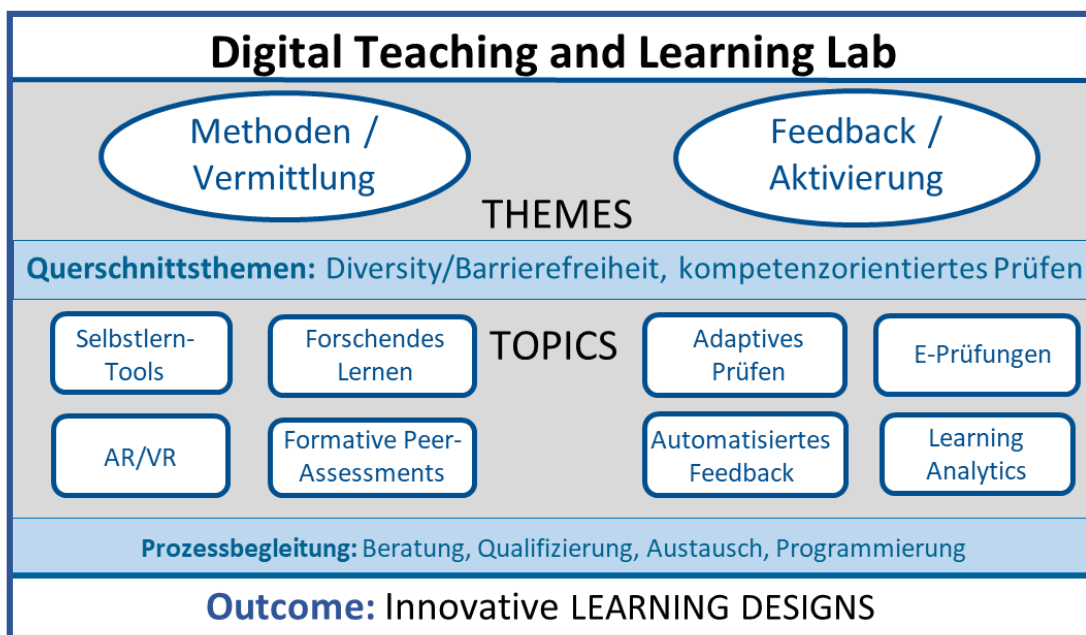 Digital Teaching and Learning Lab
Methoden /
Vermittlung
Feedback /
Aktivierung
THEMES
Querschnittsthemen: Diversity/Barrierefreiheit, kompetenzorientiertes Prüfen
TOPICS
Selbstlern-
Tools
Forschendes
Lernen
Adaptives
Prüfen
E-Prüfungen
AR/VR
Formative Peer-
Assessments
Automatisiertes
Feedback
Learning
Analytics
Prozessbegleitung: Beratung, Qualifizierung, Austausch, Programmierung
Outcome: Innovative LEARNING DESIGNS